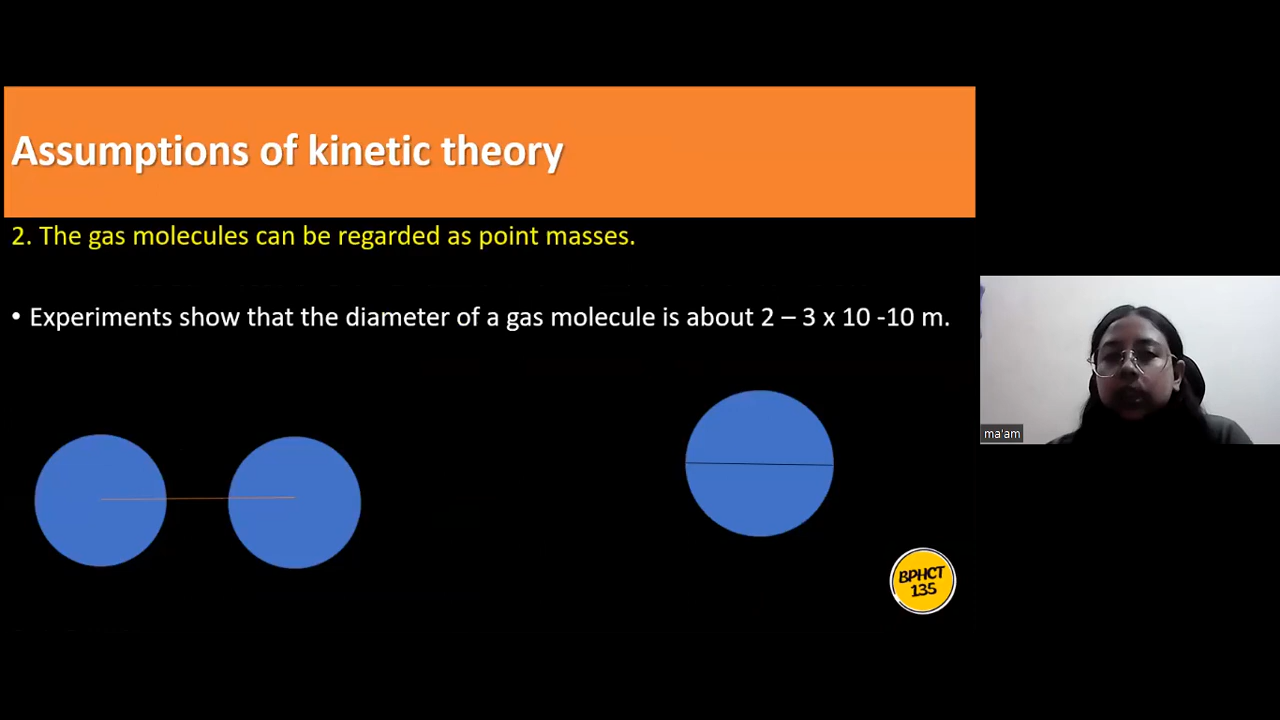 Assumptions of kinetic theory
2. The gas molecules can be regarded as point masses.
• Experiments show that the diameter of a gas molecule is about 2 – 3 x 10 -10 m.
ma'am
BPHCT
135